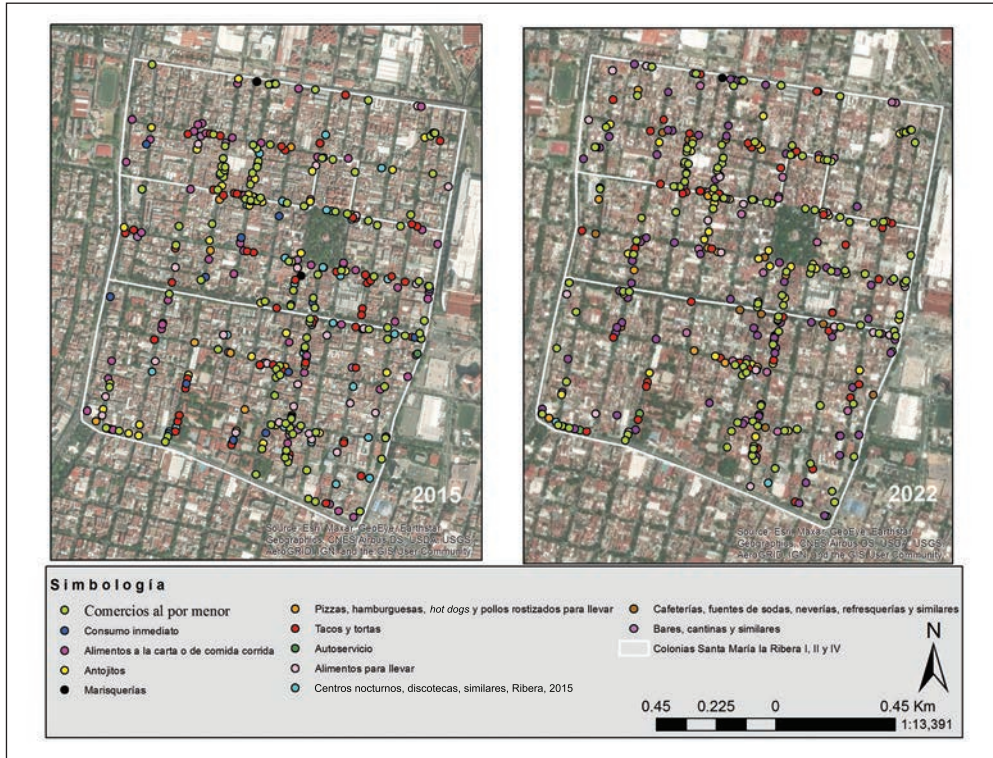 2015
Source: Esri, Maxar, GeoEye, Earthstar
Geographics, CNES/Airbus DS, USDA, USGS,
AeroGRID, IGN, and the GIS User Community
2022
Source: Esri, Maxar, GeoEye, Earthstar
Geographics, CNES/Airbus DS, USDA, USGS,
AeroGRID, IGN, and the GIS User Community
Simbología
Comercios al por menor
Consumo inmediato
Alimentos a la carta o de comida corrida
Antojitos
Marisquerías
Pizzas, hamburguesas, hot dogs y pollos rostizados para llevar
Tacos y tortas
Autoservicio
Alimentos para llevar
Centros nocturnos, discotecas, similares, Ribera, 2015
Cafeterías, fuentes de sodas, neverías, refresquerías y similares
Bares, cantinas y similares
Colonias Santa María la Ribera I, II y IV
N
0.45 0.225 0 0.45 Km
1:13,391